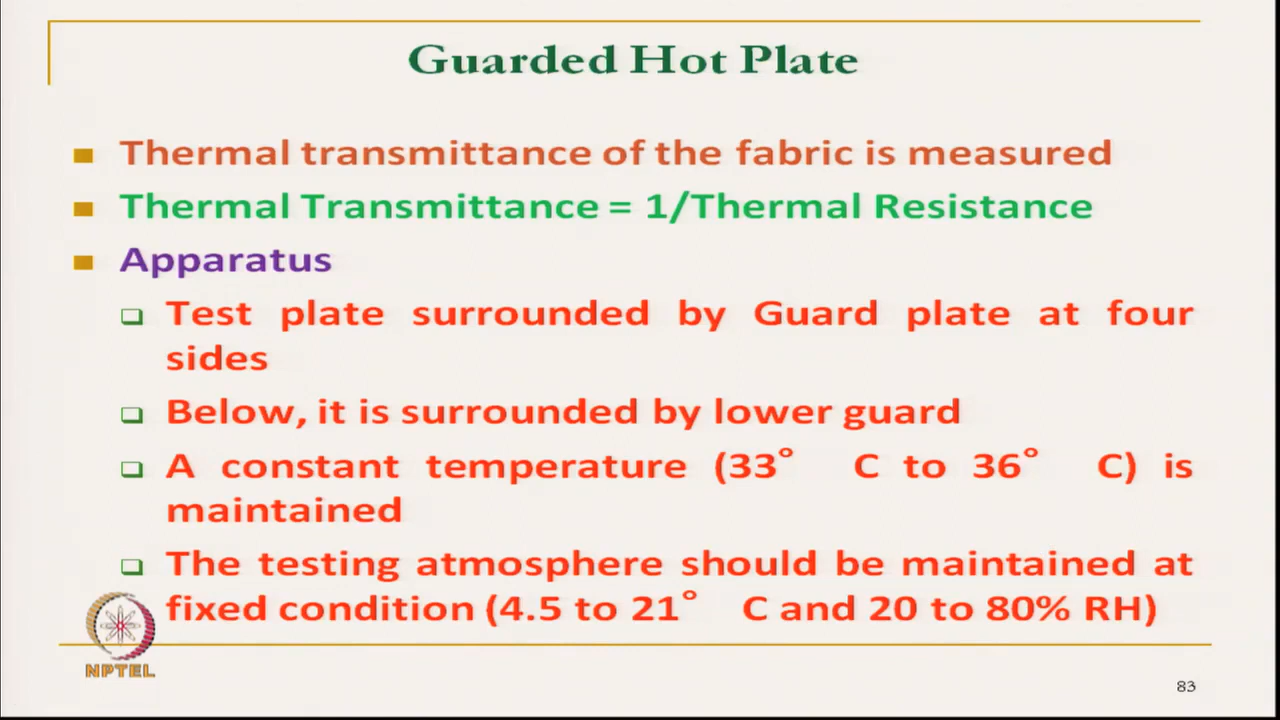 Guarded Hot Plate
Thermal transmittance of the fabric is measured
Thermal Transmittance = 1/Thermal Resistance
Apparatus
Test plate surrounded by Guard plate at four
sides
Below, it is surrounded by lower guard
A constant temperature (33° C to 36° C) is
maintained
The testing atmosphere should be maintained at
fixed condition (4.5 to 21° C and 20 to 80% RH)
NPTEL
83